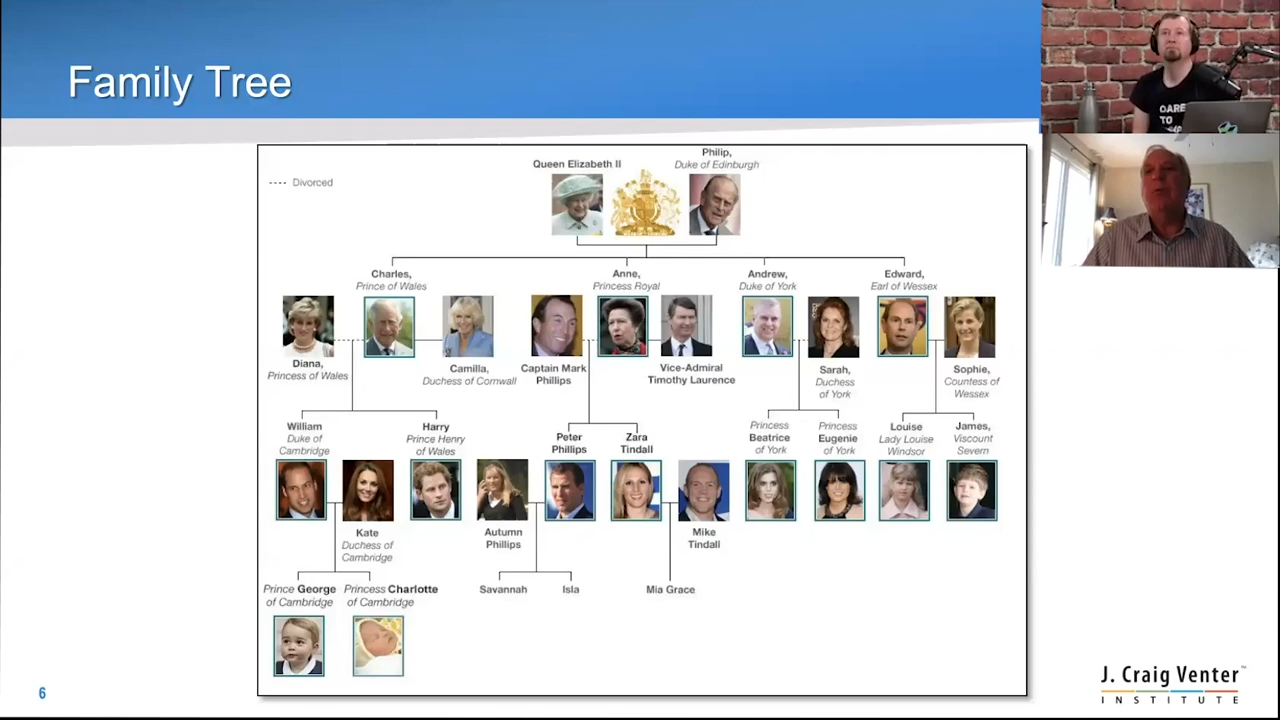 Family Tree
Queen Elizabeth II
Philip,
Duke of Edinburgh
---- Divorced
Charles,
Prince of Wales
Anne,
Princess Royal
Andrew,
Duke of York
Edward,
Earl of Wessex
Diana,
Princess of Wales
Camilla,
Duchess of Cornwall
Captain Mark
Phillips
Vice-Admiral
Timothy Laurence
Sarah,
Duchess
of York
Sophie,
Countess of
Wessex
William
Duke of
Cambridge
Harry
Prince Henry
of Wales
Peter
Phillips
Zara
Tindall
Princess
Beatrice
of York
Princess
Eugenie
of York
Louise
Lady Louise
Windsor
James,
Viscount
Severn
Kate
Duchess of
Cambridge
Autumn
Phillips
Mike
Tindall
Prince George
of Cambridge
Princess Charlotte
of Cambridge
Savannah
Isla
Mia Grace
6
J. Craig Venter™
INSTITUTE
DARE
TO